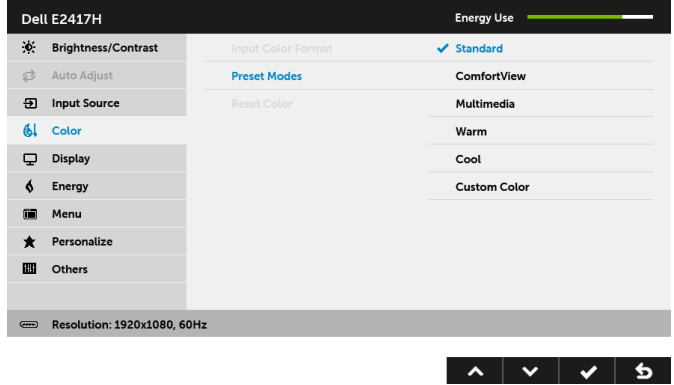 Dell E2417H Energy Use
Brightness/Contrast Input Color Format Standard
Auto Adjust Preset Modes ComfortView
Input Source Reset Color Multimedia
Color Warm
Display Cool
Energy Custom Color
Menu
Personalize
Others
Resolution: 1920x1080, 60Hz